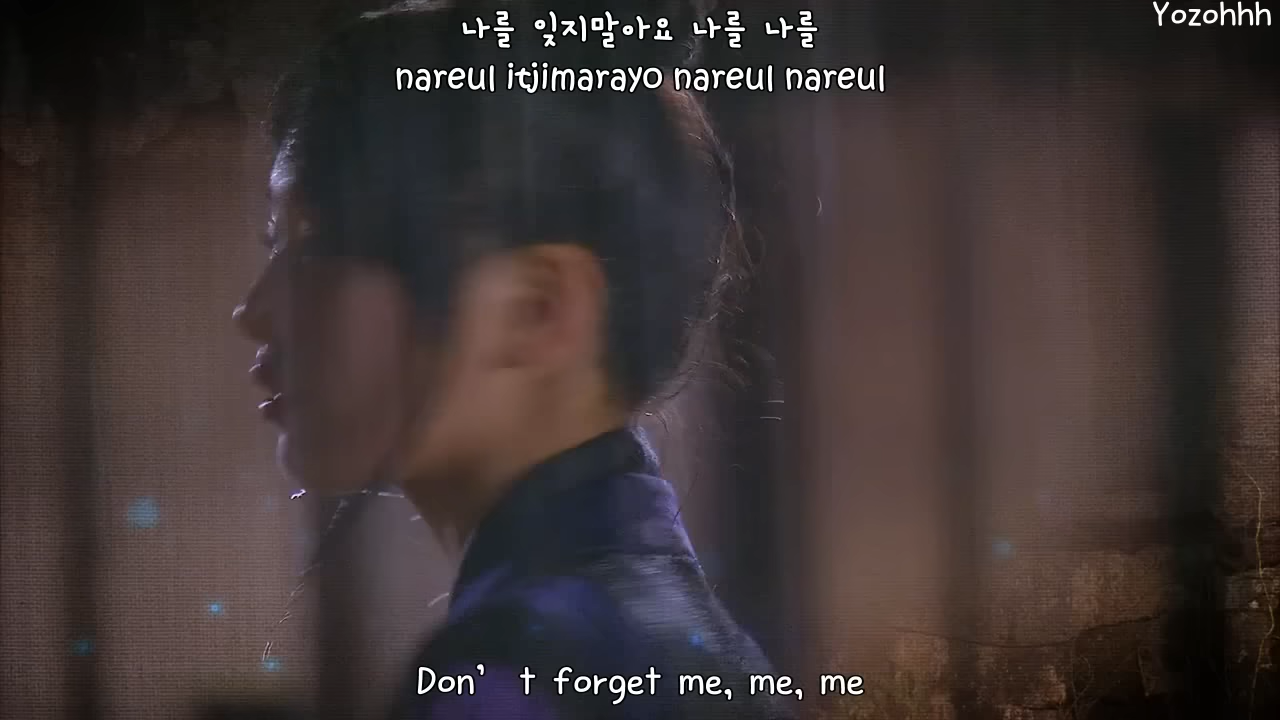 Yozohhh
나를 잊지말아요 나를 나를
nareul itjimarayo nareul nareul
Don't forget me, me, me